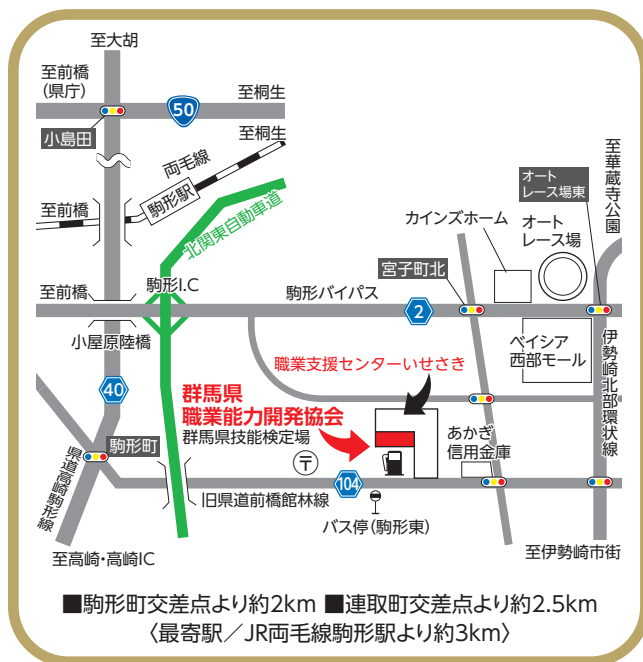 至大胡
至前橋
(県庁)
50
至桐生
小島田
至桐生
両毛線
駒形駅
至前橋
北関東自動車道
至華蔵寺公園
オート
レース場東
カインズホーム
オート
レース場
宮子町北
至前橋
駒形I.C
駒形バイパス
2
小屋原陸橋
ベイシア
西部モール
伊勢崎北部環状線
職業支援センターいせさき
40
群馬県
職業能力開発協会
群馬県技能検定場
駒形町
あかぎ
信用金庫
〒
県道高崎駒形線
104
旧県道前橋館林線
バス停(駒形東)
至高崎・高崎IC
至伊勢崎市街
■駒形町交差点より約2km ■連取町交差点より約2.5km
〈最寄駅／JR両毛線駒形駅より約3km〉